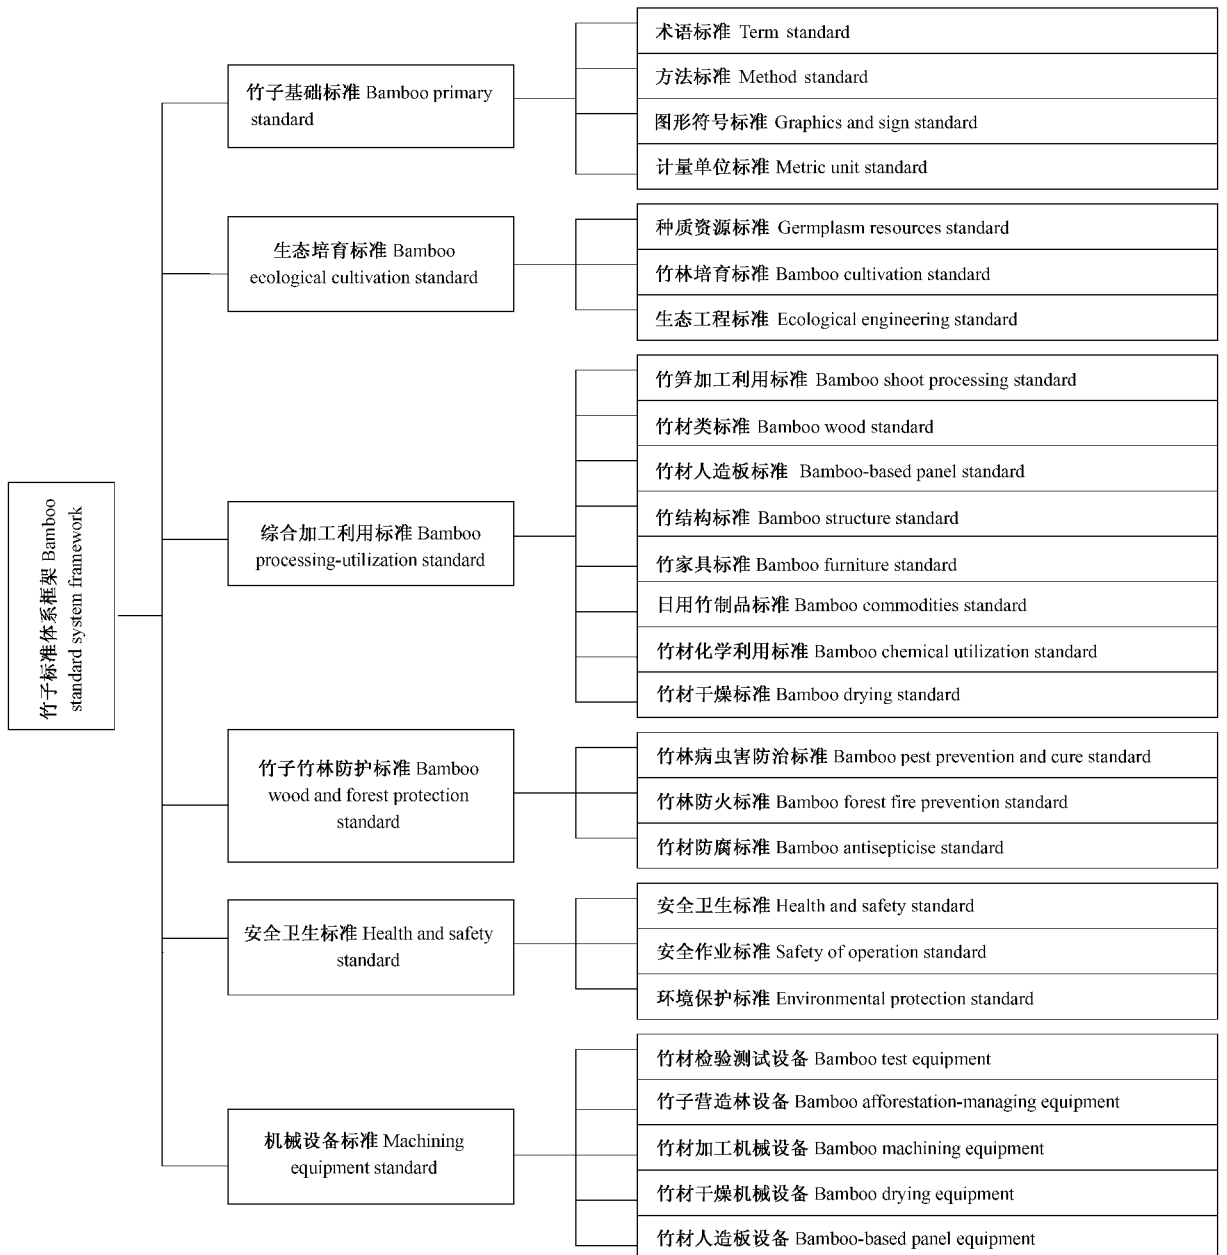 竹子标准体系框架 Bamboo
standard system framework
竹子基础标准 Bamboo primary
standard
术语标准 Term standard
方法标准 Method standard
图形符号标准 Graphics and sign standard
计量单位标准 Metric unit standard
生态培育标准 Bamboo
ecological cultivation standard
种质资源标准 Germplasm resources standard
竹林培育标准 Bamboo cultivation standard
生态工程标准 Ecological engineering standard
综合加工利用标准 Bamboo
processing-utilization standard
竹笋加工利用标准 Bamboo shoot processing standard
竹材类标准 Bamboo wood standard
竹材人造板标准 Bamboo-based panel standard
竹结构标准 Bamboo structure standard
竹家具标准 Bamboo furniture standard
日用竹制品标准 Bamboo commodities standard
竹材化学利用标准 Bamboo chemical utilization standard
竹材干燥标准 Bamboo drying standard
竹子竹林防护标准 Bamboo
wood and forest protection
standard
竹林病虫害防治标准 Bamboo pest prevention and cure standard
竹林防火标准 Bamboo forest fire prevention standard
竹材防腐标准 Bamboo antisepticise standard
安全卫生标准 Health and safety
standard
安全卫生标准 Health and safety standard
安全作业标准 Safety of operation standard
环境保护标准 Environmental protection standard
机械设备标准 Machining
equipment standard
竹材检验测试设备 Bamboo test equipment
竹子营造林设备 Bamboo afforestation-managing equipment
竹材加工机械设备 Bamboo machining equipment
竹材干燥机械设备 Bamboo drying equipment
竹材人造板设备 Bamboo-based panel equipment